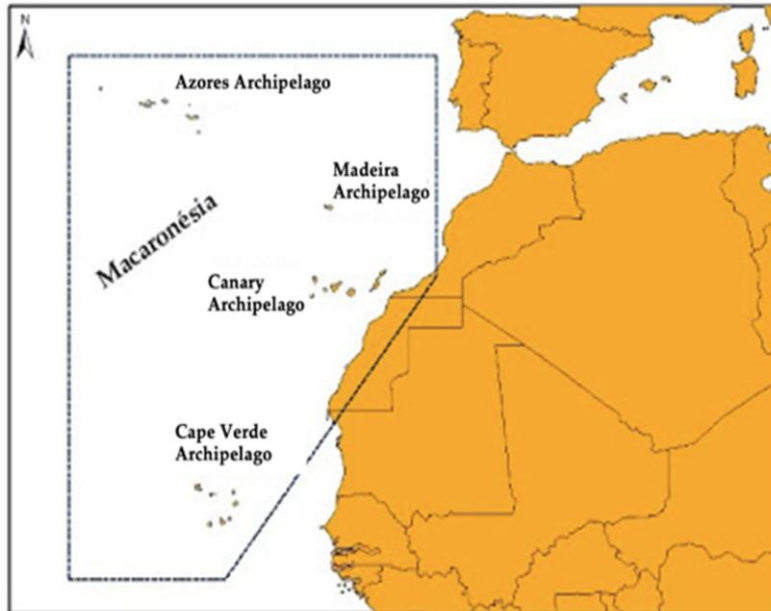 N
Azores Archipelago
Madeira
Archipelago
Macaronésia
Canary
Archipelago
Cape Verde
Archipelago